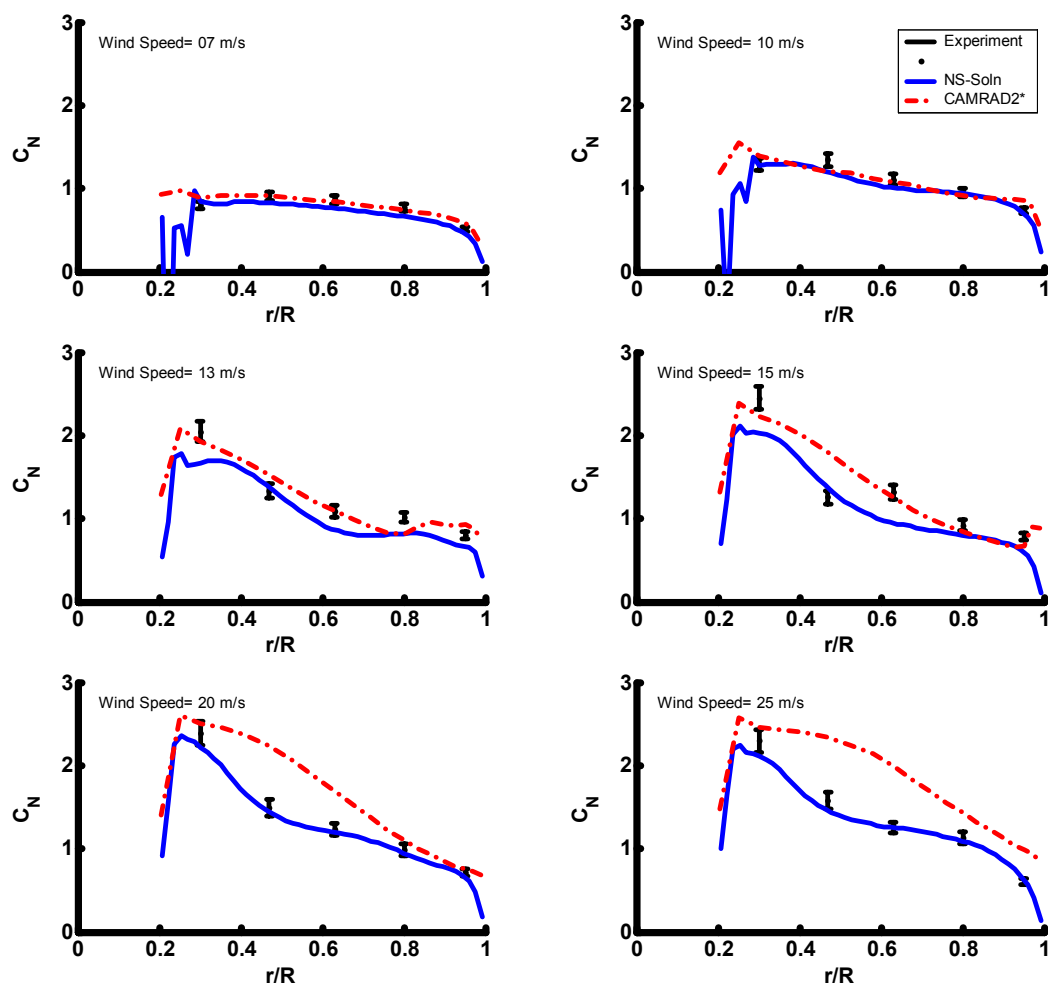 3
2
1
0
C_N
Wind Speed= 07 m/s
0 0.2 0.4 0.6 0.8 1
r/R
3
2
1
0
C_N
Wind Speed= 10 m/s
Experiment
NS-Soln
CAMRAD2*
0 0.2 0.4 0.6 0.8 1
r/R
3
2
1
0
C_N
Wind Speed= 13 m/s
0 0.2 0.4 0.6 0.8 1
r/R
3
2
1
0
C_N
Wind Speed= 15 m/s
0 0.2 0.4 0.6 0.8 1
r/R
3
2
1
0
C_N
Wind Speed= 20 m/s
0 0.2 0.4 0.6 0.8 1
r/R
3
2
1
0
C_N
Wind Speed= 25 m/s
0 0.2 0.4 0.6 0.8 1
r/R